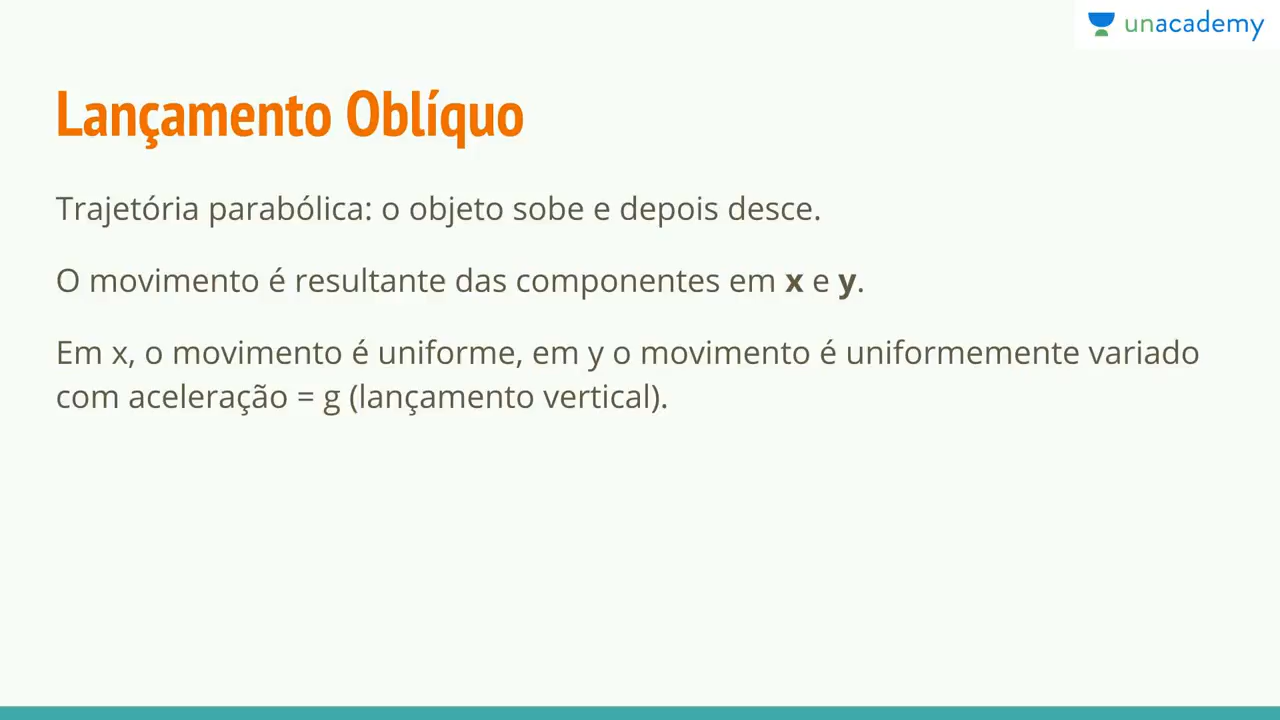 unacademy
Lançamento Oblíquo
Trajetória parabólica: o objeto sobe e depois desce.
O movimento é resultante das componentes em x e y.
Em x, o movimento é uniforme, em y o movimento é uniformemente variado
com aceleração = g (lançamento vertical).